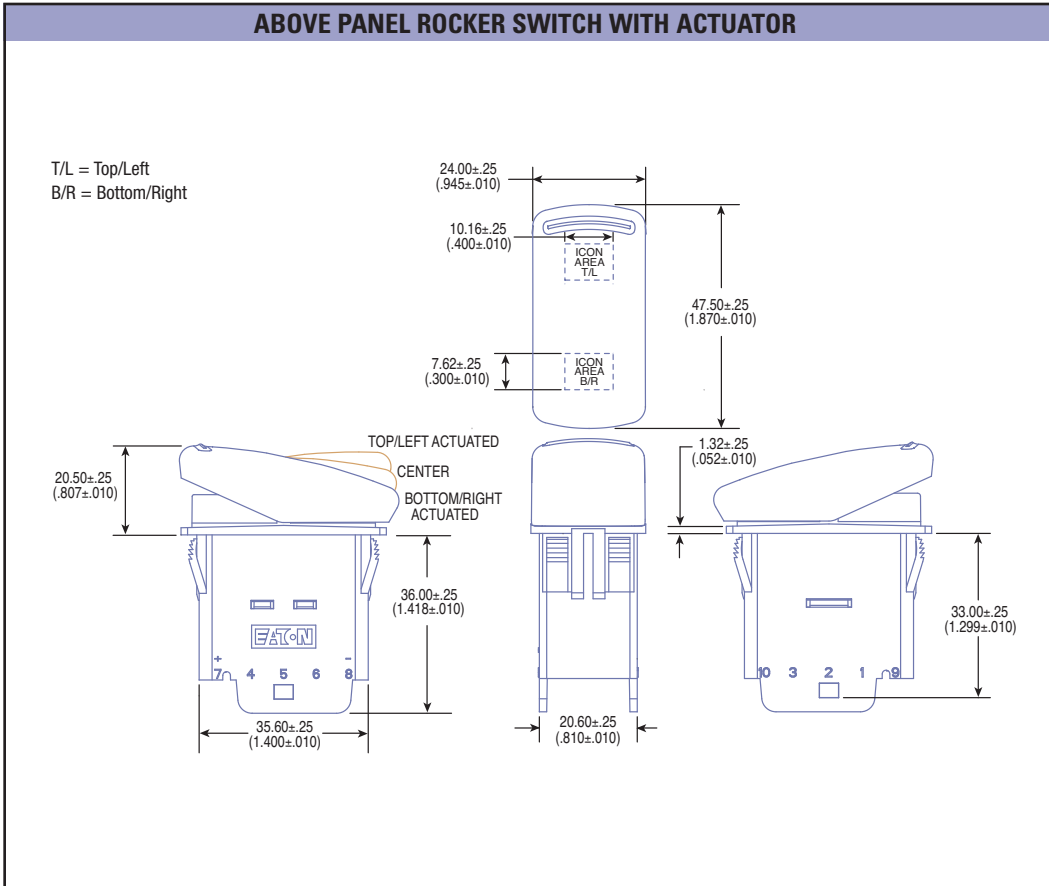 ABOVE PANEL ROCKER SWITCH WITH ACTUATOR
T/L = Top/Left
B/R = Bottom/Right
24.00±.25
(.945±.010)
10.16±.25
(.400±.010)
ICON
AREA
T/L
47.50±.25
(1.870±.010)
7.62±.25
(.300±.010)
ICON
AREA
B/R
TOP/LEFT ACTUATED
CENTER
BOTTOM/RIGHT
ACTUATED
20.50±.25
(.807±.010)
1.32±.25
(.052±.010)
36.00±.25
(1.418±.010)
33.00±.25
(1.299±.010)
EATON
+ -
7 4 5 6 8
10 3 2 1 9
35.60±.25
(1.400±.010)
20.60±.25
(.810±.010)